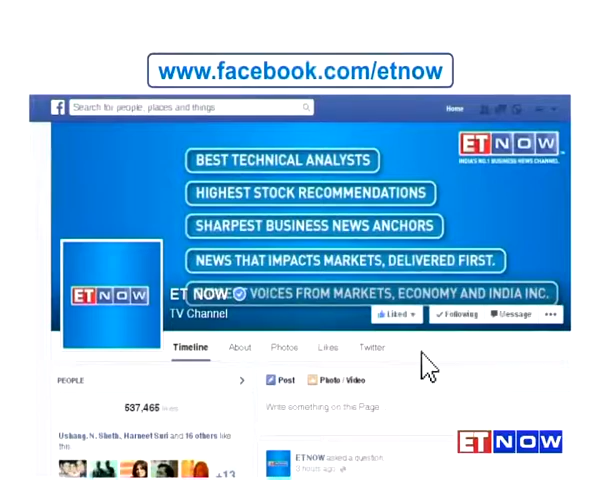 www.facebook.com/etnow
Search for people, places and things
Home
ET NOW
INDIA'S NO.1 BUSINESS NEWS CHANNEL
BEST TECHNICAL ANALYSTS
HIGHEST STOCK RECOMMENDATIONS
SHARPEST BUSINESS NEWS ANCHORS
NEWS THAT IMPACTS MARKETS, DELIVERED FIRST.
VOICES FROM MARKETS, ECONOMY AND INDIA INC.
ET NOW
ET NOW
TV Channel
Liked
Following
Message
Timeline About Photos Likes Twitter
PEOPLE
537,465 likes
Ushang. N. Sheth, Harneet Suri and 16 others like
this
+13
Post Photo / Video
Write something on this Page
ETNOW asked a question
3 hours ago
ET NOW